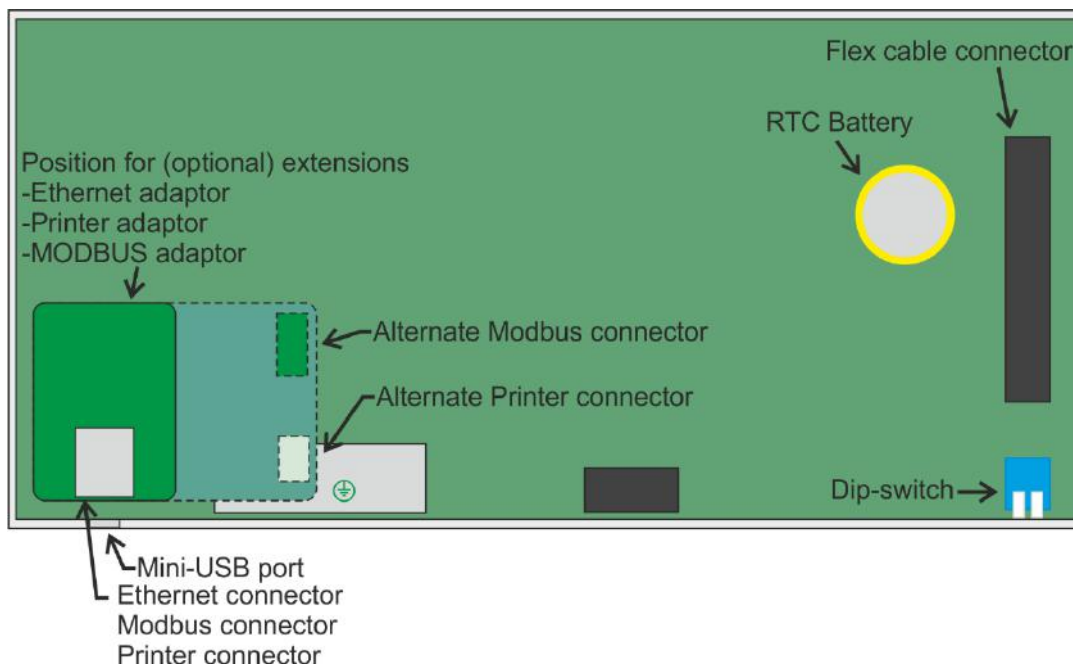 Flex cable connector
RTC Battery
Position for (optional) extensions
-Ethernet adaptor
-Printer adaptor
-MODBUS adaptor
Alternate Modbus connector
Alternate Printer connector
Dip-switch
Mini-USB port
Ethernet connector
Modbus connector
Printer connector